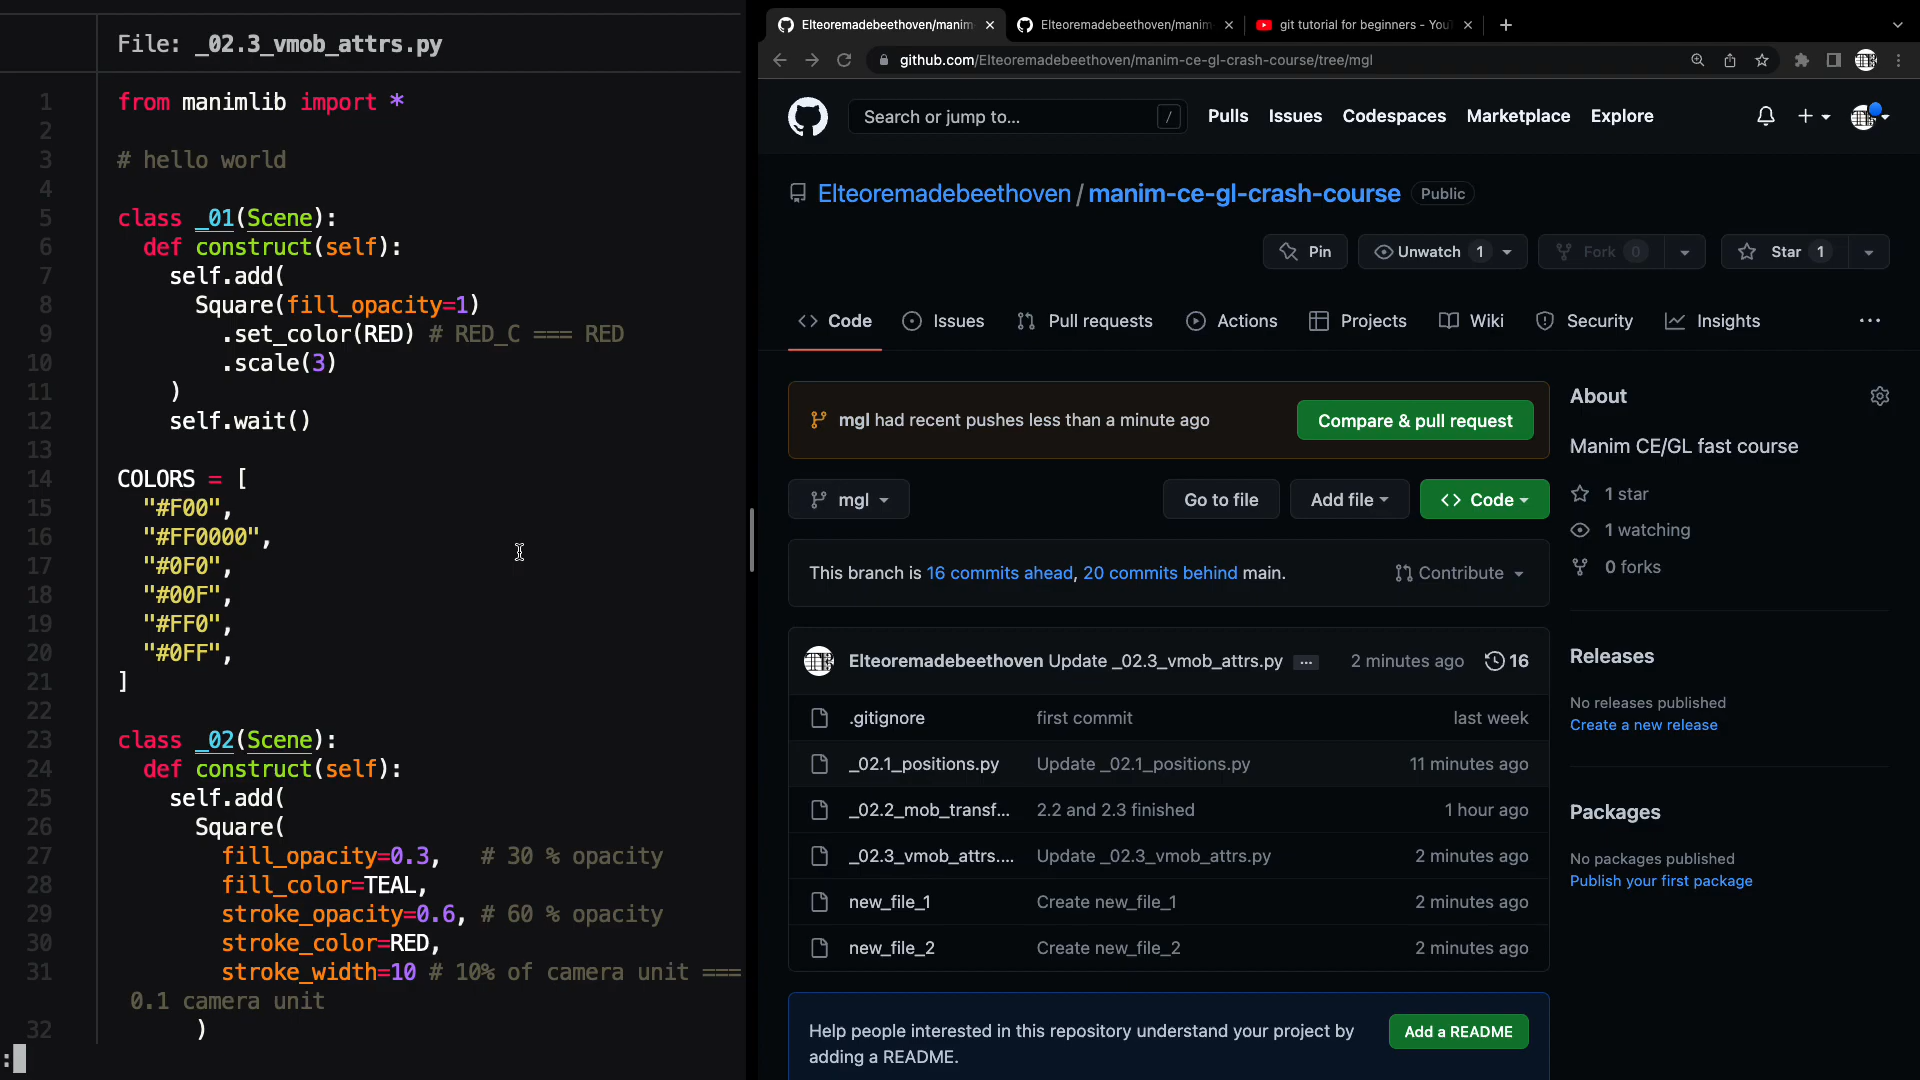 File: _02.3_vmob_attrs.py
1 from manimlib import *
2
3 # hello world
4
5 class _01(Scene):
6 def construct(self):
7 self.add(
8 Square(fill_opacity=1)
9 .set_color(RED) # RED_C === RED
10 .scale(3)
11 )
12 self.wait()
13
14 COLORS = [
15 "#F00",
16 "#FF0000",
17 "#0F0",
18 "#00F",
19 "#FF0",
20 "#0FF",
21 ]
22
23 class _02(Scene):
24 def construct(self):
25 self.add(
26 Square(
27 fill_opacity=0.3, # 30 % opacity
28 fill_color=TEAL,
29 stroke_opacity=0.6, # 60 % opacity
30 stroke_color=RED,
31 stroke_width=10 # 10% of camera unit ===
0.1 camera unit
32 )
:
Elteoremadebeethoven/manim
Elteoremadebeethoven/manim
git tutorial for beginners - You
github.com/Elteoremadebeethoven/manim-ce-gl-crash-course/tree/mgl
Search or jump to... /
Pulls Issues Codespaces Marketplace Explore
Elteoremadebeethoven / manim-ce-gl-crash-course Public
Pin Unwatch 1 Fork 0 Star 1
Code Issues Pull requests Actions Projects Wiki Security Insights ...
mgl had recent pushes less than a minute ago Compare & pull request
mgl Go to file Add file Code
This branch is 16 commits ahead, 20 commits behind main. Contribute
Elteoremadebeethoven Update _02.3_vmob_attrs.py ... 2 minutes ago 16
.gitignore first commit last week
_02.1_positions.py Update _02.1_positions.py 11 minutes ago
_02.2_mob_transf... 2.2 and 2.3 finished 1 hour ago
_02.3_vmob_attrs.... Update _02.3_vmob_attrs.py 2 minutes ago
new_file_1 Create new_file_1 2 minutes ago
new_file_2 Create new_file_2 2 minutes ago
Help people interested in this repository understand your project by
adding a README.
Add a README
About
Manim CE/GL fast course
1 star
1 watching
0 forks
Releases
No releases published
Create a new release
Packages
No packages published
Publish your first package